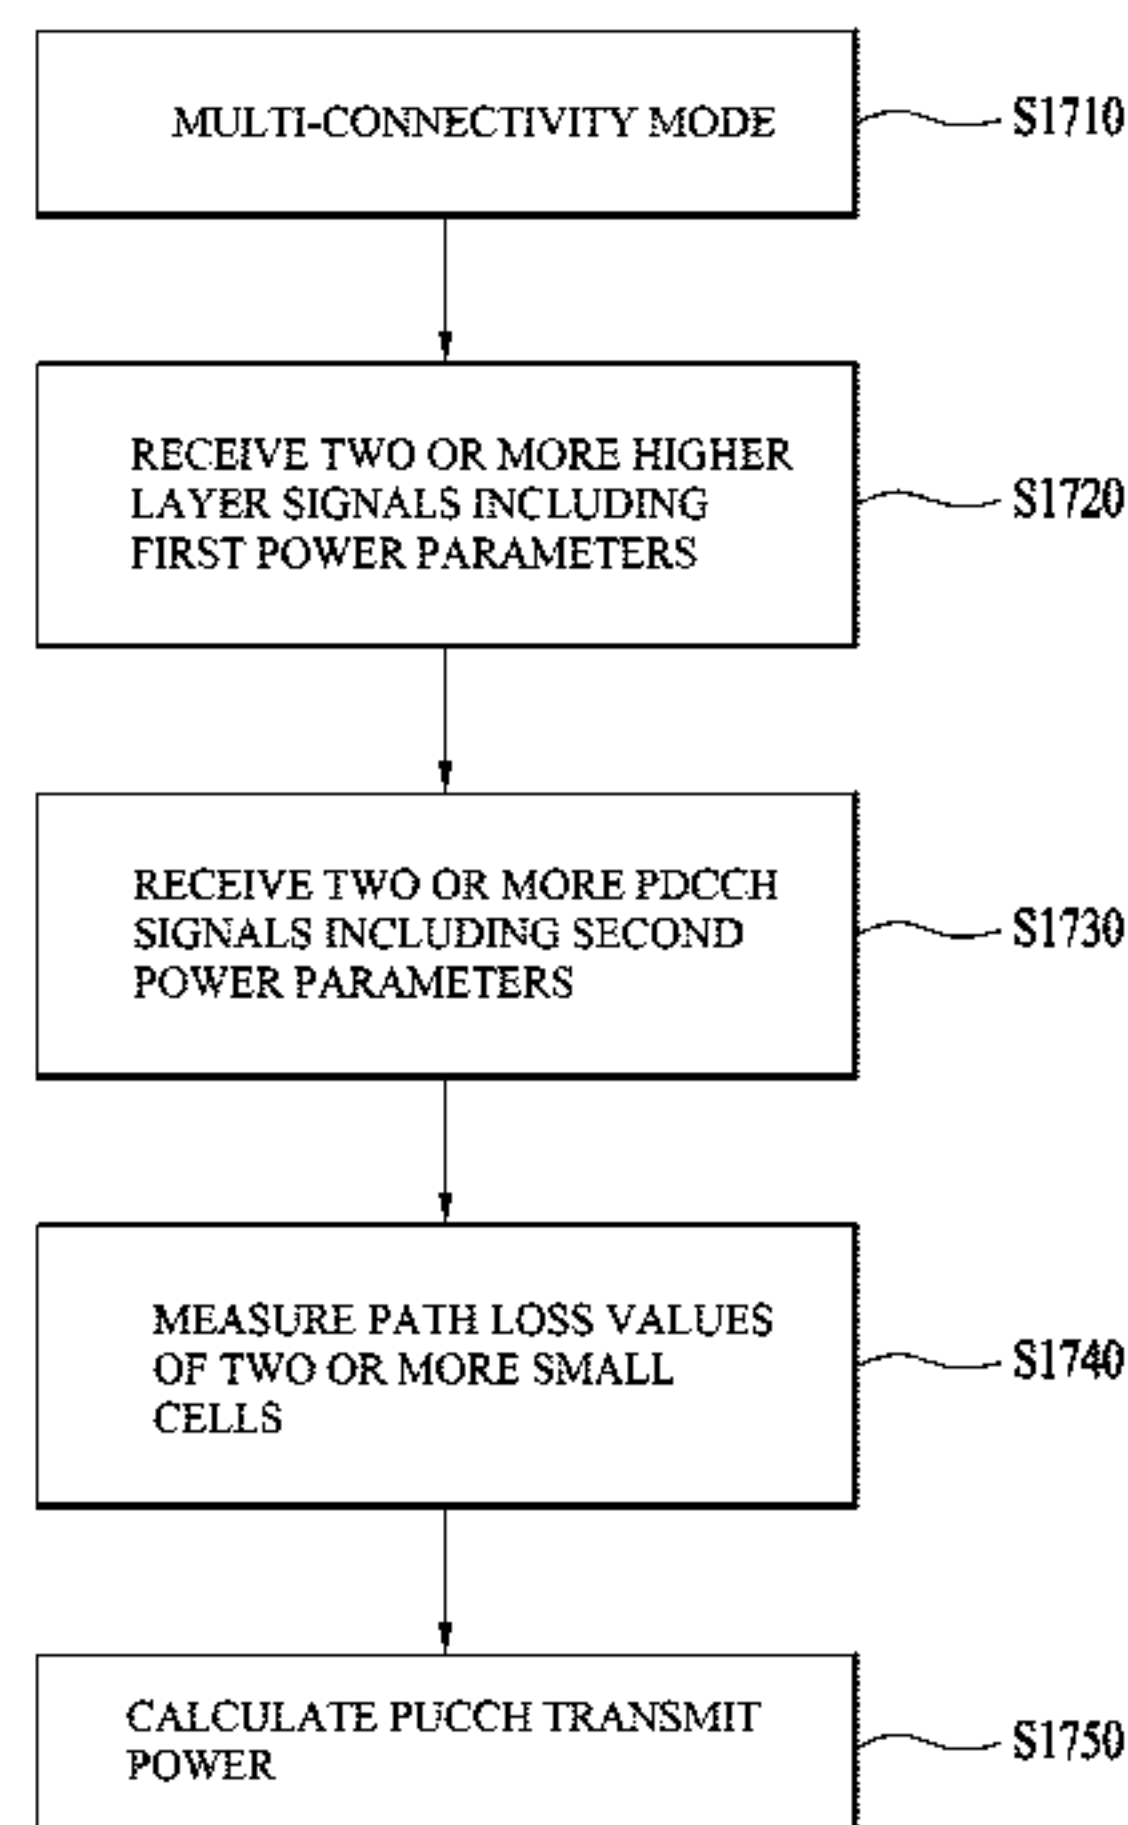 MULTI-CONNECTIVITY MODE
S1710
RECEIVE TWO OR MORE HIGHER
LAYER SIGNALS INCLUDING
FIRST POWER PARAMETERS
S1720
RECEIVE TWO OR MORE PDCCH
SIGNALS INCLUDING SECOND
POWER PARAMETERS
S1730
MEASURE PATH LOSS VALUES
OF TWO OR MORE SMALL
CELLS
S1740
CALCULATE PUCCH TRANSMIT
POWER
S1750